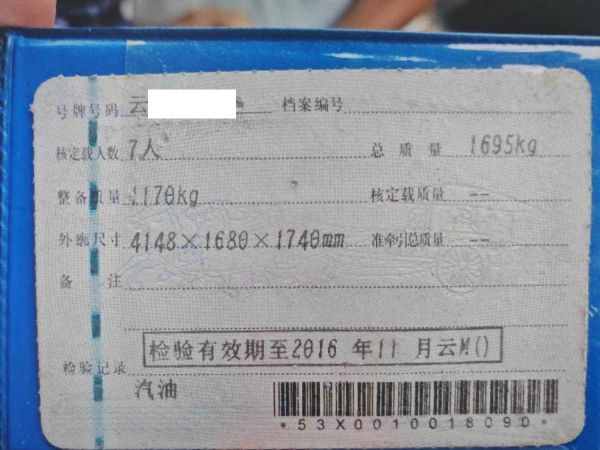 号牌号码 云 档案编号
核定载人数 7人 总质量 1695kg
整备质量 1170kg 核定载质量 --
外廓尺寸 4148×1680×1740mm 准牵引总质量 --
备注
检验有效期至2016年11月云M()
检验记录
汽油
*53X0010018090*